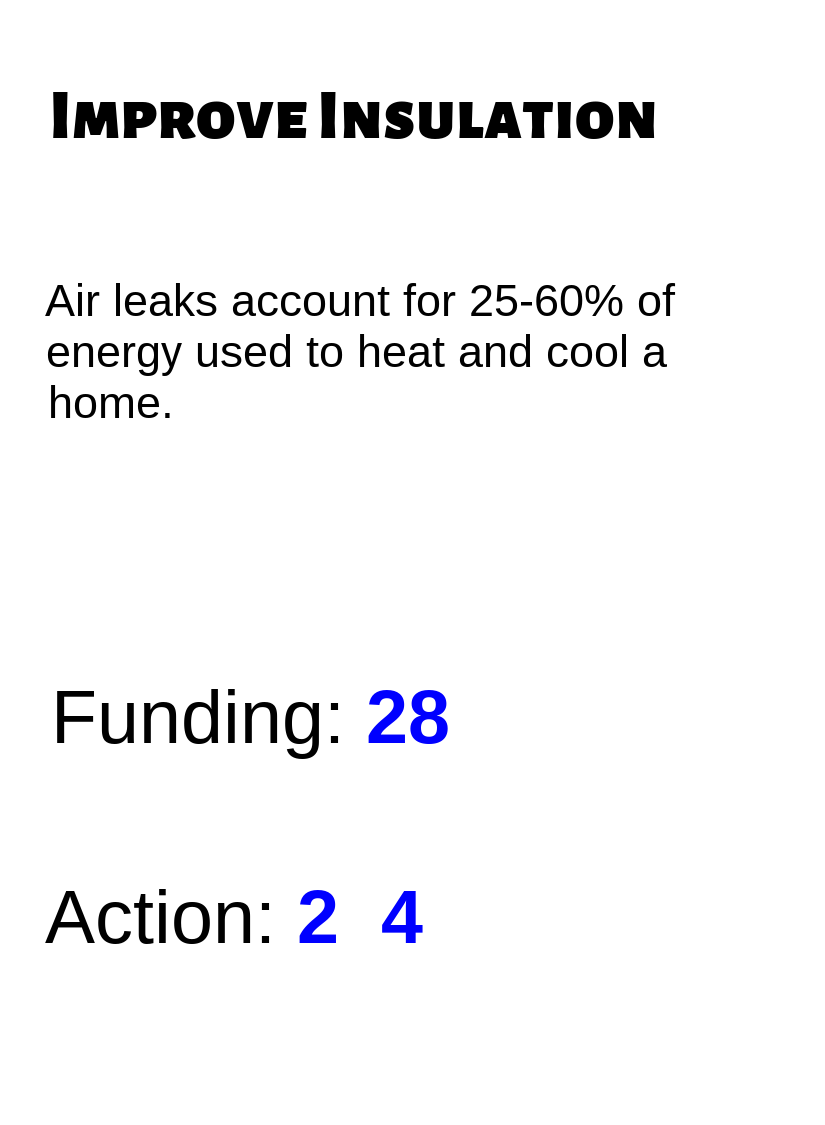 Improve Insulation
Air leaks account for 25-60% of
energy used to heat and cool a
home.
Funding: 28
Action: 2 4